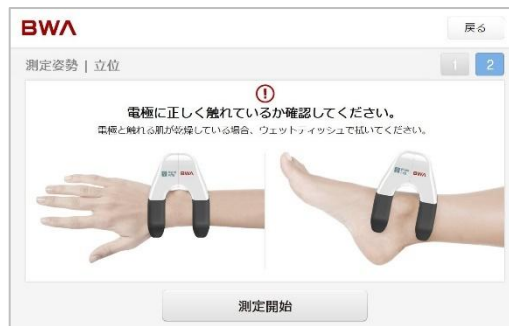 BWA
戻る
測定姿勢 | 立位
1 2
電極に正しく触れているか確認してください。
電極と触れる肌が乾燥している場合、ウェットティッシュで拭いてください。
BWA
BWA
測定開始